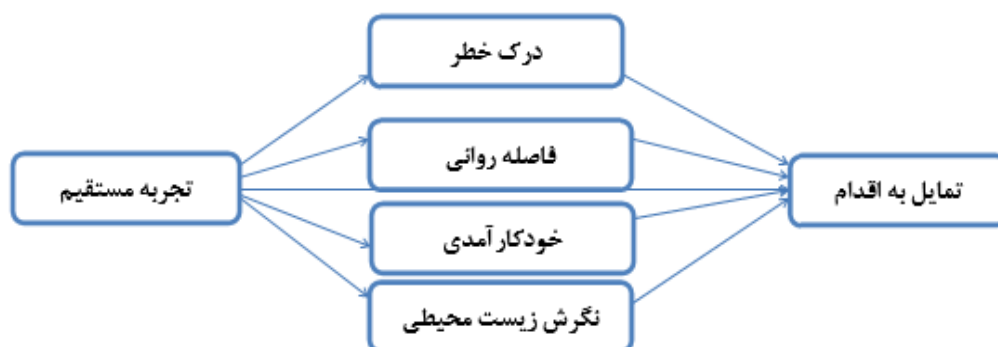 درک خطر
فاصله روانی
تجربه مستقیم
تمایل به اقدام
خودکارآمدی
نگرش زیست محیطی